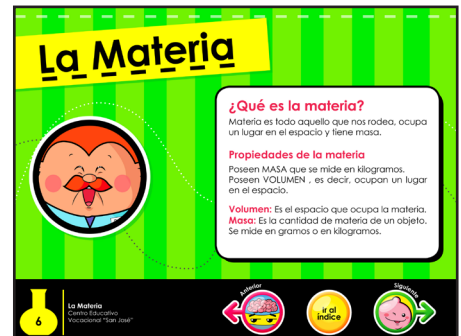 La Materia
¿Qué es la materia?
Materia es todo aquello que nos rodea, ocupa
un lugar en el espacio y tiene masa.
Propiedades de la materia
Poseen MASA que se mide en kilogramos.
Poseen VOLUMEN , es decir, ocupan un lugar
en el espacio.
Volumen: Es el espacio que ocupa la materia.
Masa: Es la cantidad de materia de un objeto.
Se mide en gramos o en kilogramos.
6
La Materia
Centro Educativo
Vocacional "San José"
Anterior
ir al
índice
Siguiente